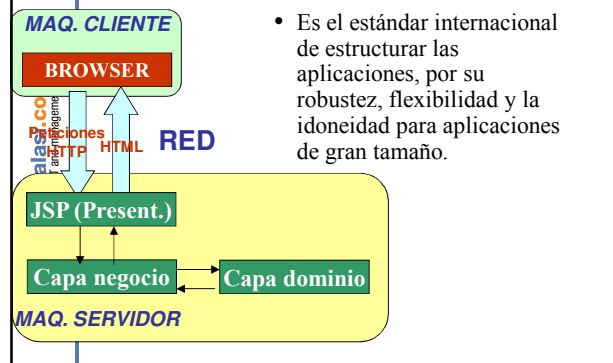 MAQ. CLIENTE
BROWSER
Peticiones
HTTP
HTML
RED
JSP (Present.)
Capa negocio
Capa dominio
MAQ. SERVIDOR
• Es el estándar internacional
de estructurar las
aplicaciones, por su
robustez, flexibilidad y la
idoneidad para aplicaciones
de gran tamaño.